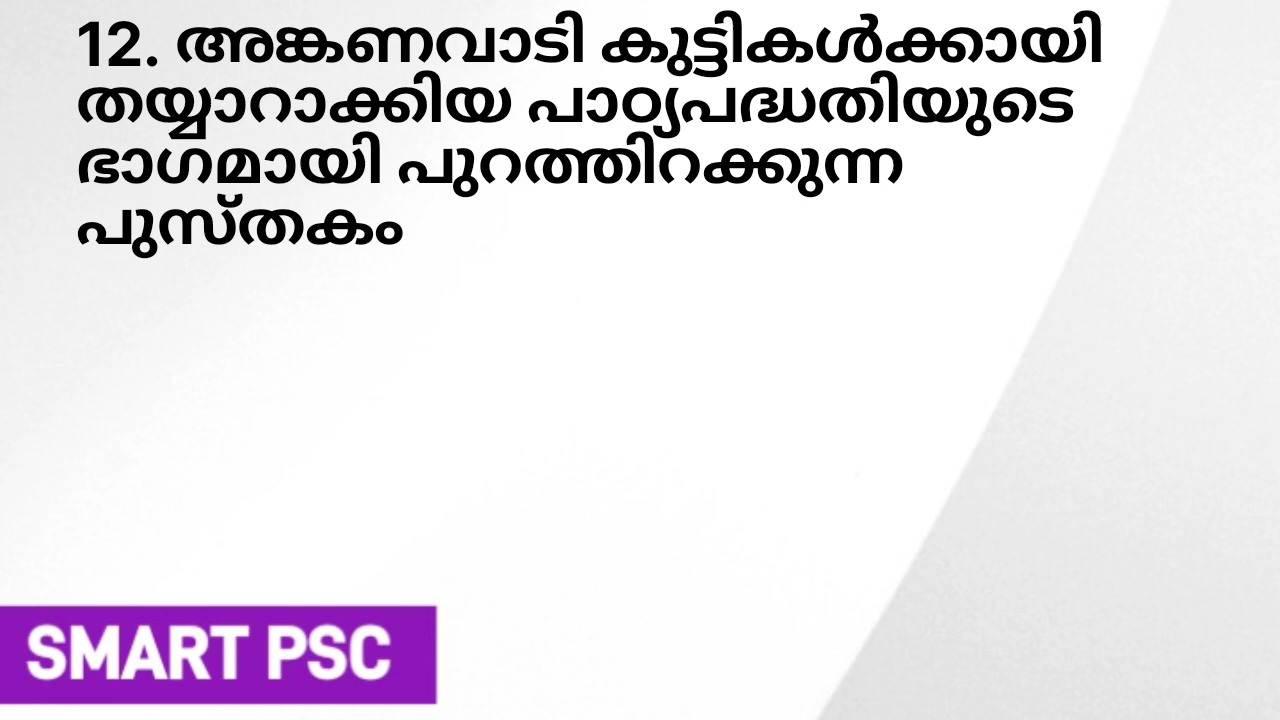 12. അങ്കണവാടി കുട്ടികൾക്കായി
തയ്യാറാക്കിയ പാഠ്യപദ്ധതിയുടെ
ഭാഗമായി പുറത്തിറക്കുന്ന
പുസ്തകം
SMART PSC